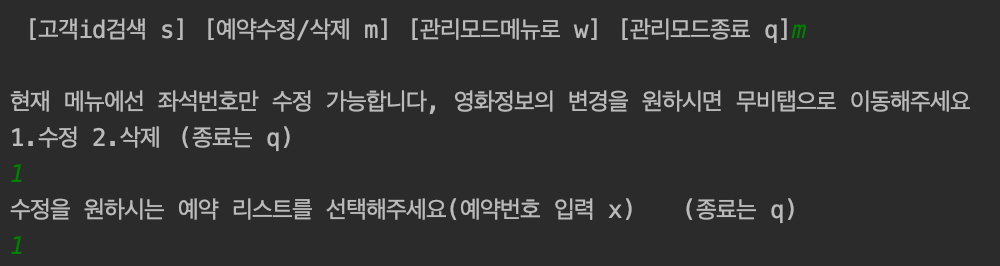 [고객id검색 s] [예약수정/삭제 m] [관리모드메뉴로 w] [관리모드종료 q]m
현재 메뉴에선 좌석번호만 수정 가능합니다, 영화정보의 변경을 원하시면 무비탭으로 이동해주세요
1.수정 2.삭제 (종료는 q)
1
수정을 원하시는 예약 리스트를 선택해주세요(예약번호 입력 x) (종료는 q)
1